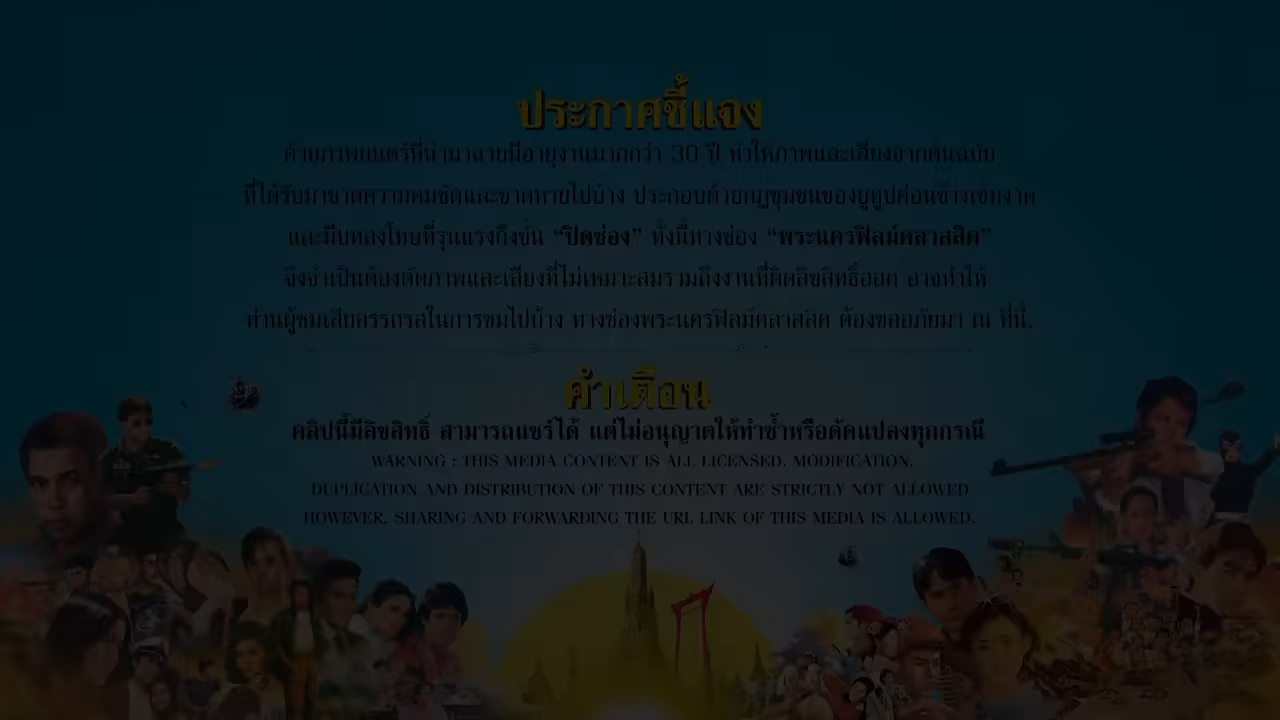 ประกาศชี้แจง
ด้วยภาพยนตร์ที่นำมาฉายมีอายุงานมากกว่า 30 ปี ทำให้ภาพและเสียงจากต้นฉบับ
ที่ได้รับมาขาดความคมชัดและขาดหายไปบ้าง ประกอบด้วยกฎชุมชนของยูทูปค่อนข้างเข้มงวด
และมีบทลงโทษที่รุนแรงถึงขั้น “ปิดช่อง” ทั้งนี้ทางช่อง “พระนครฟิลม์คลาสสิค”
จึงจำเป็นต้องตัดภาพและเสียงที่ไม่เหมาะสมรวมถึงงานที่ติดลิขสิทธิ์ออก อาจทำให้
ท่านผู้ชมเสียอรรถรสในการชมไปบ้าง ทางช่องพระนครฟิลม์คลาสสิค ต้องขออภัยมา ณ ที่นี้.
คำเตือน
คลิปนี้มีลิขสิทธิ์ สามารถแชร์ได้ แต่ไม่อนุญาตให้ทำซ้ำหรือดัดแปลงทุกกรณี
WARNING : THIS MEDIA CONTENT IS ALL LICENSED. MODIFICATION,
DUPLICATION AND DISTRIBUTION OF THIS CONTENT ARE STRICTLY NOT ALLOWED
HOWEVER, SHARING AND FORWARDING THE URL LINK OF THIS MEDIA IS ALLOWED.